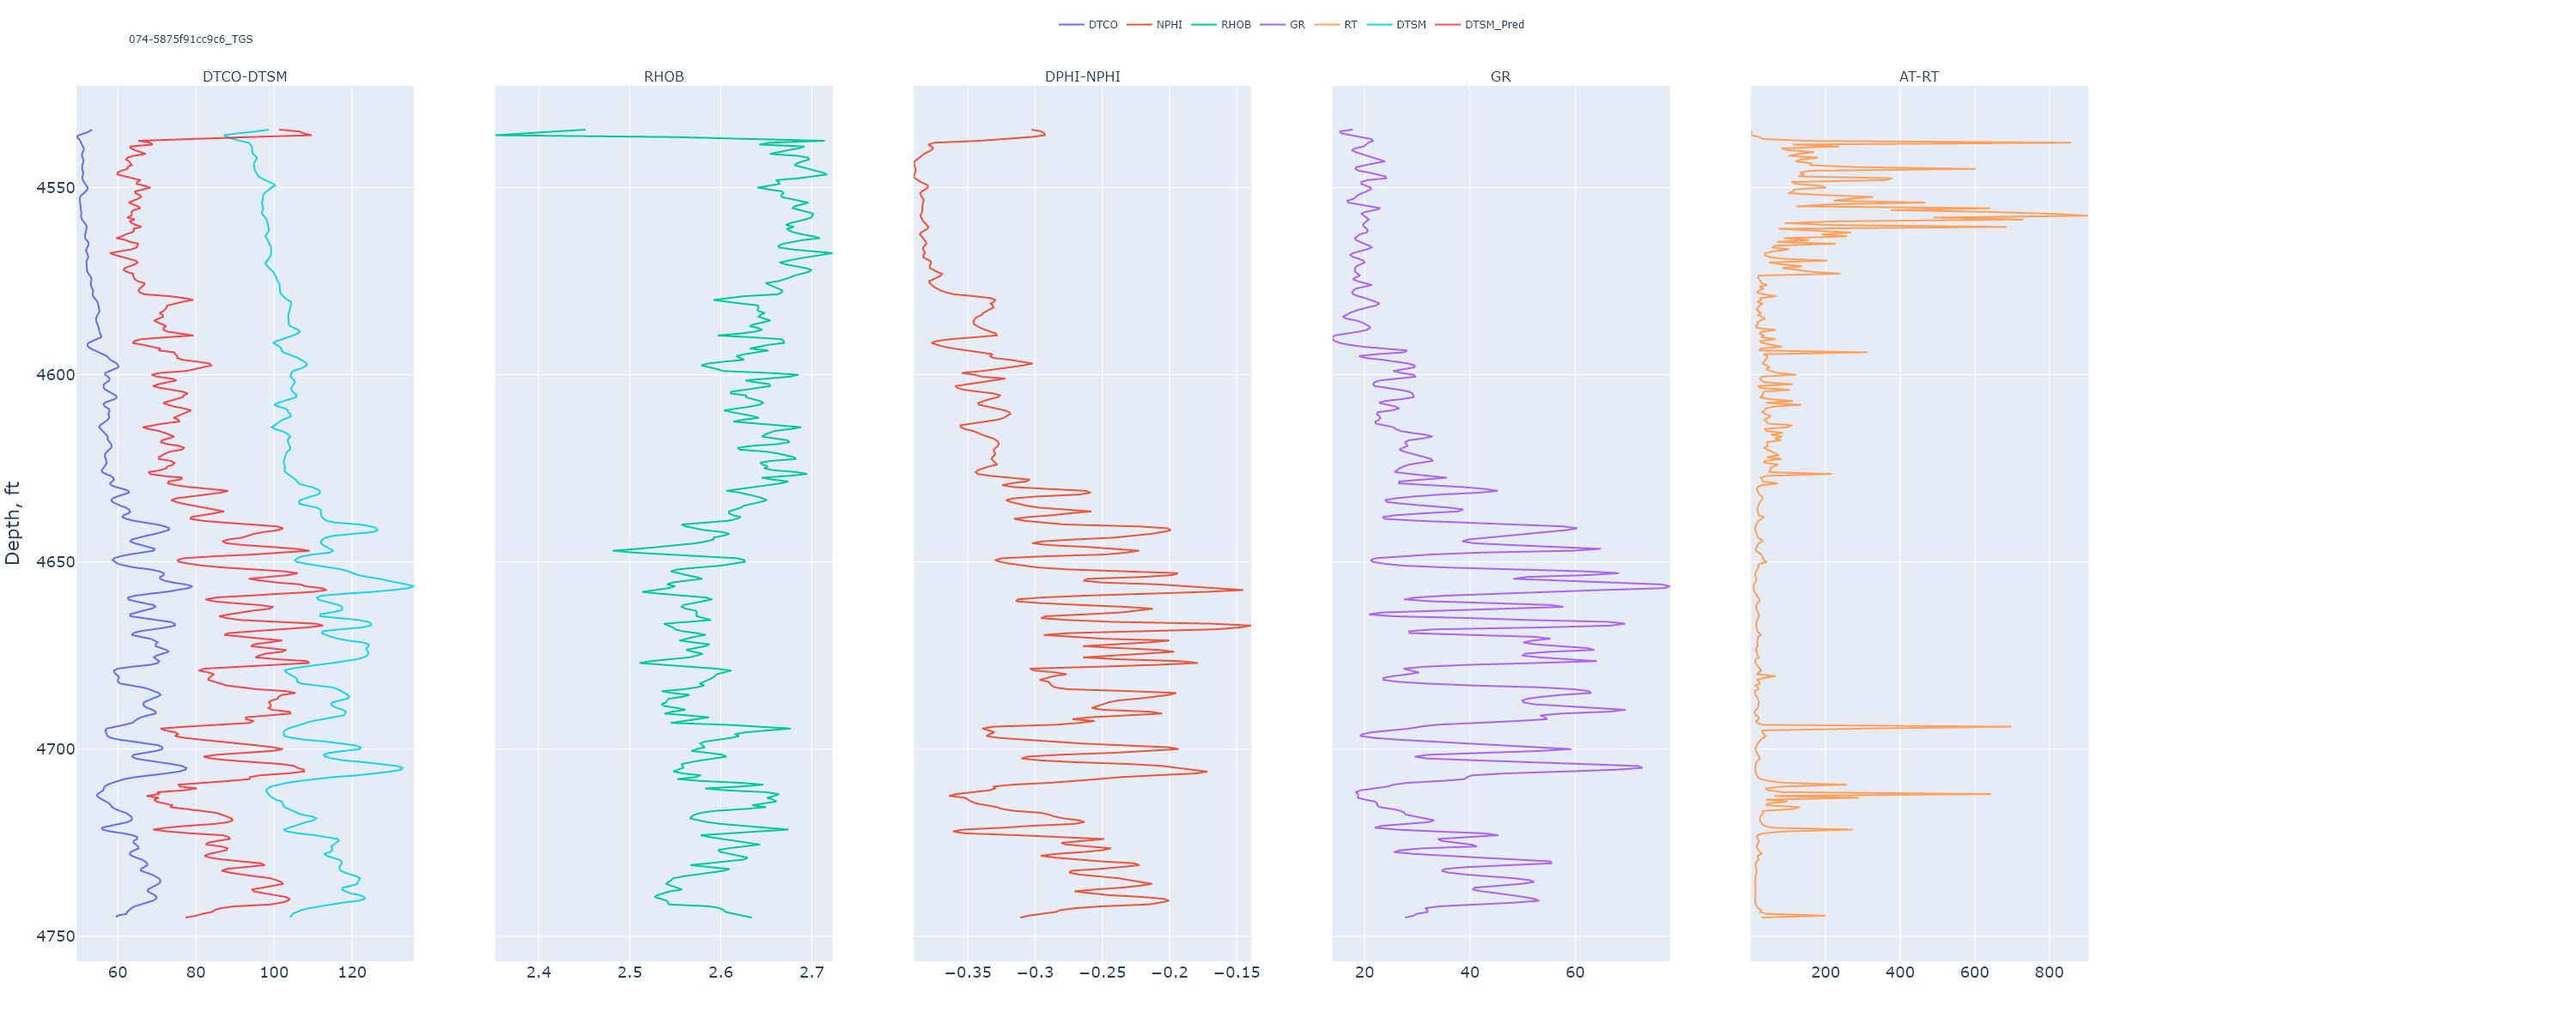 DTCO NPHI RHOB GR RT DTSM DTSM_Pred
074-5875f91cc9c6_TGS
DTCO-DTSM RHOB DPHI-NPHI GR AT-RT
Depth, ft
4550
4600
4650
4700
4750
60 80 100 120 2.4 2.5 2.6 2.7 −0.35 −0.3 −0.25 −0.2 −0.15 20 40 60 200 400 600 800